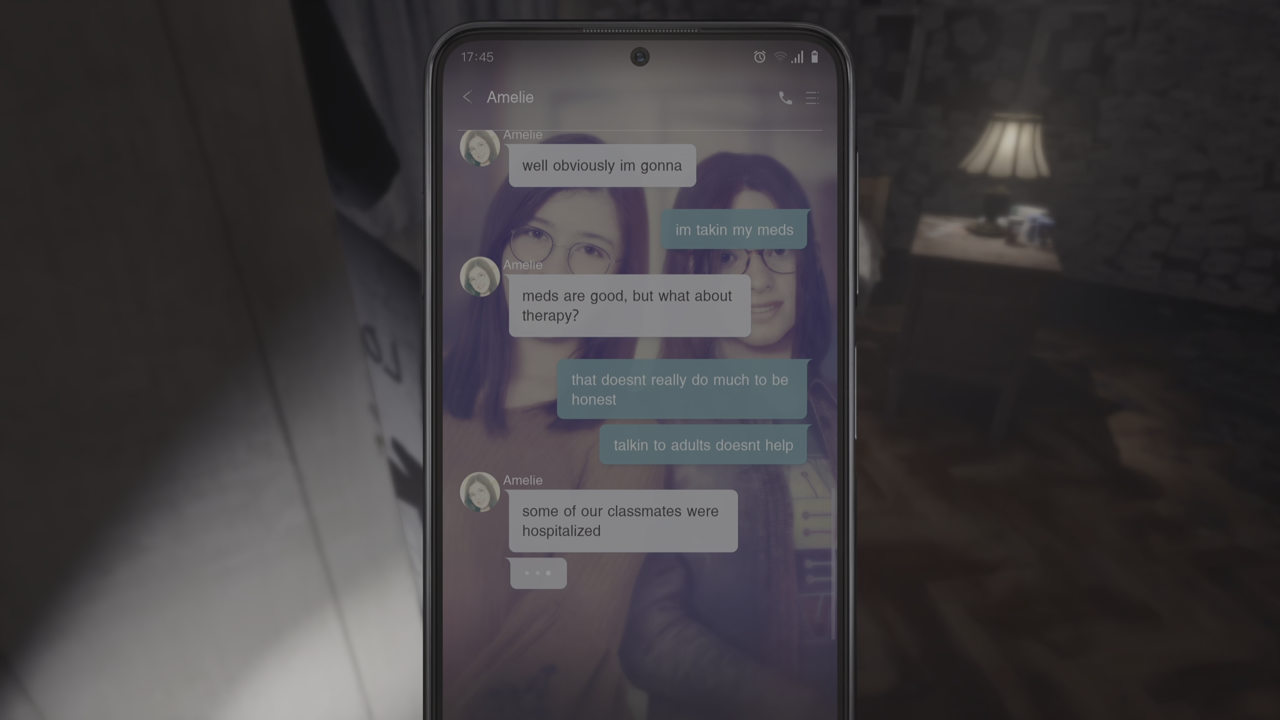 17:45
Amelie
Amelie
well obviously im gonna
im takin my meds
Amelie
meds are good, but what about
therapy?
that doesnt really do much to be
honest
talkin to adults doesnt help
Amelie
some of our classmates were
hospitalized